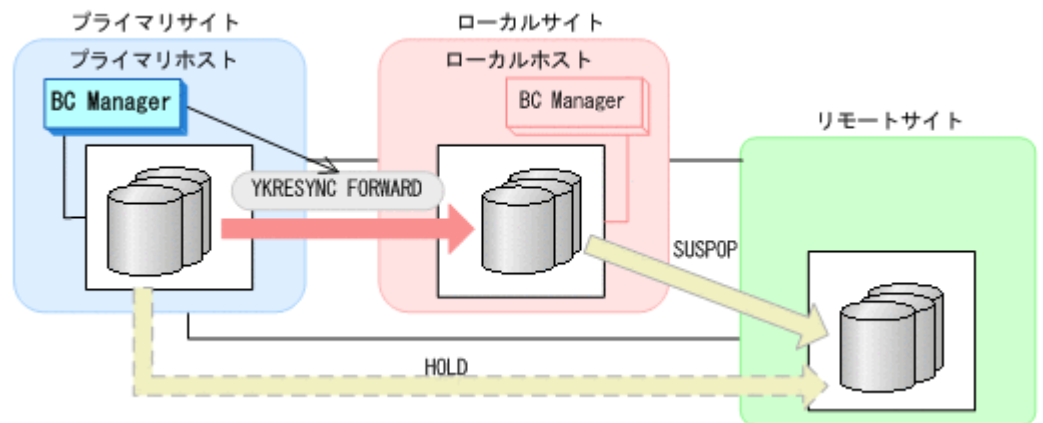 プライマリサイト
ローカルサイト
プライマリホスト
ローカルホスト
BC Manager
BC Manager
リモートサイト
YKRESYNC FORWARD
SUSPOP
HOLD